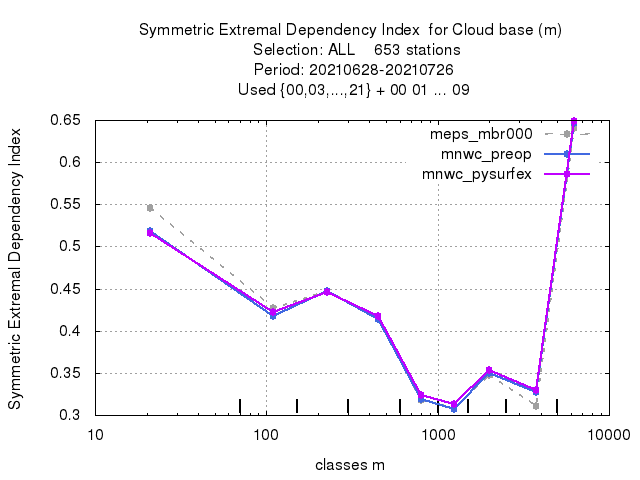 Symmetric Extremal Dependency Index  for Cloud base (m)
Selection: ALL    653 stations
Period: 20210628-20210726
Used {00,03,...,21} + 00 01 ... 09
Symmetric Extremal Dependency Index
0.65
0.6
0.55
0.5
0.45
0.4
0.35
0.3
meps_mbr000
mnwc_preop
mnwc_pysurfex
10 100 1000 10000
classes m